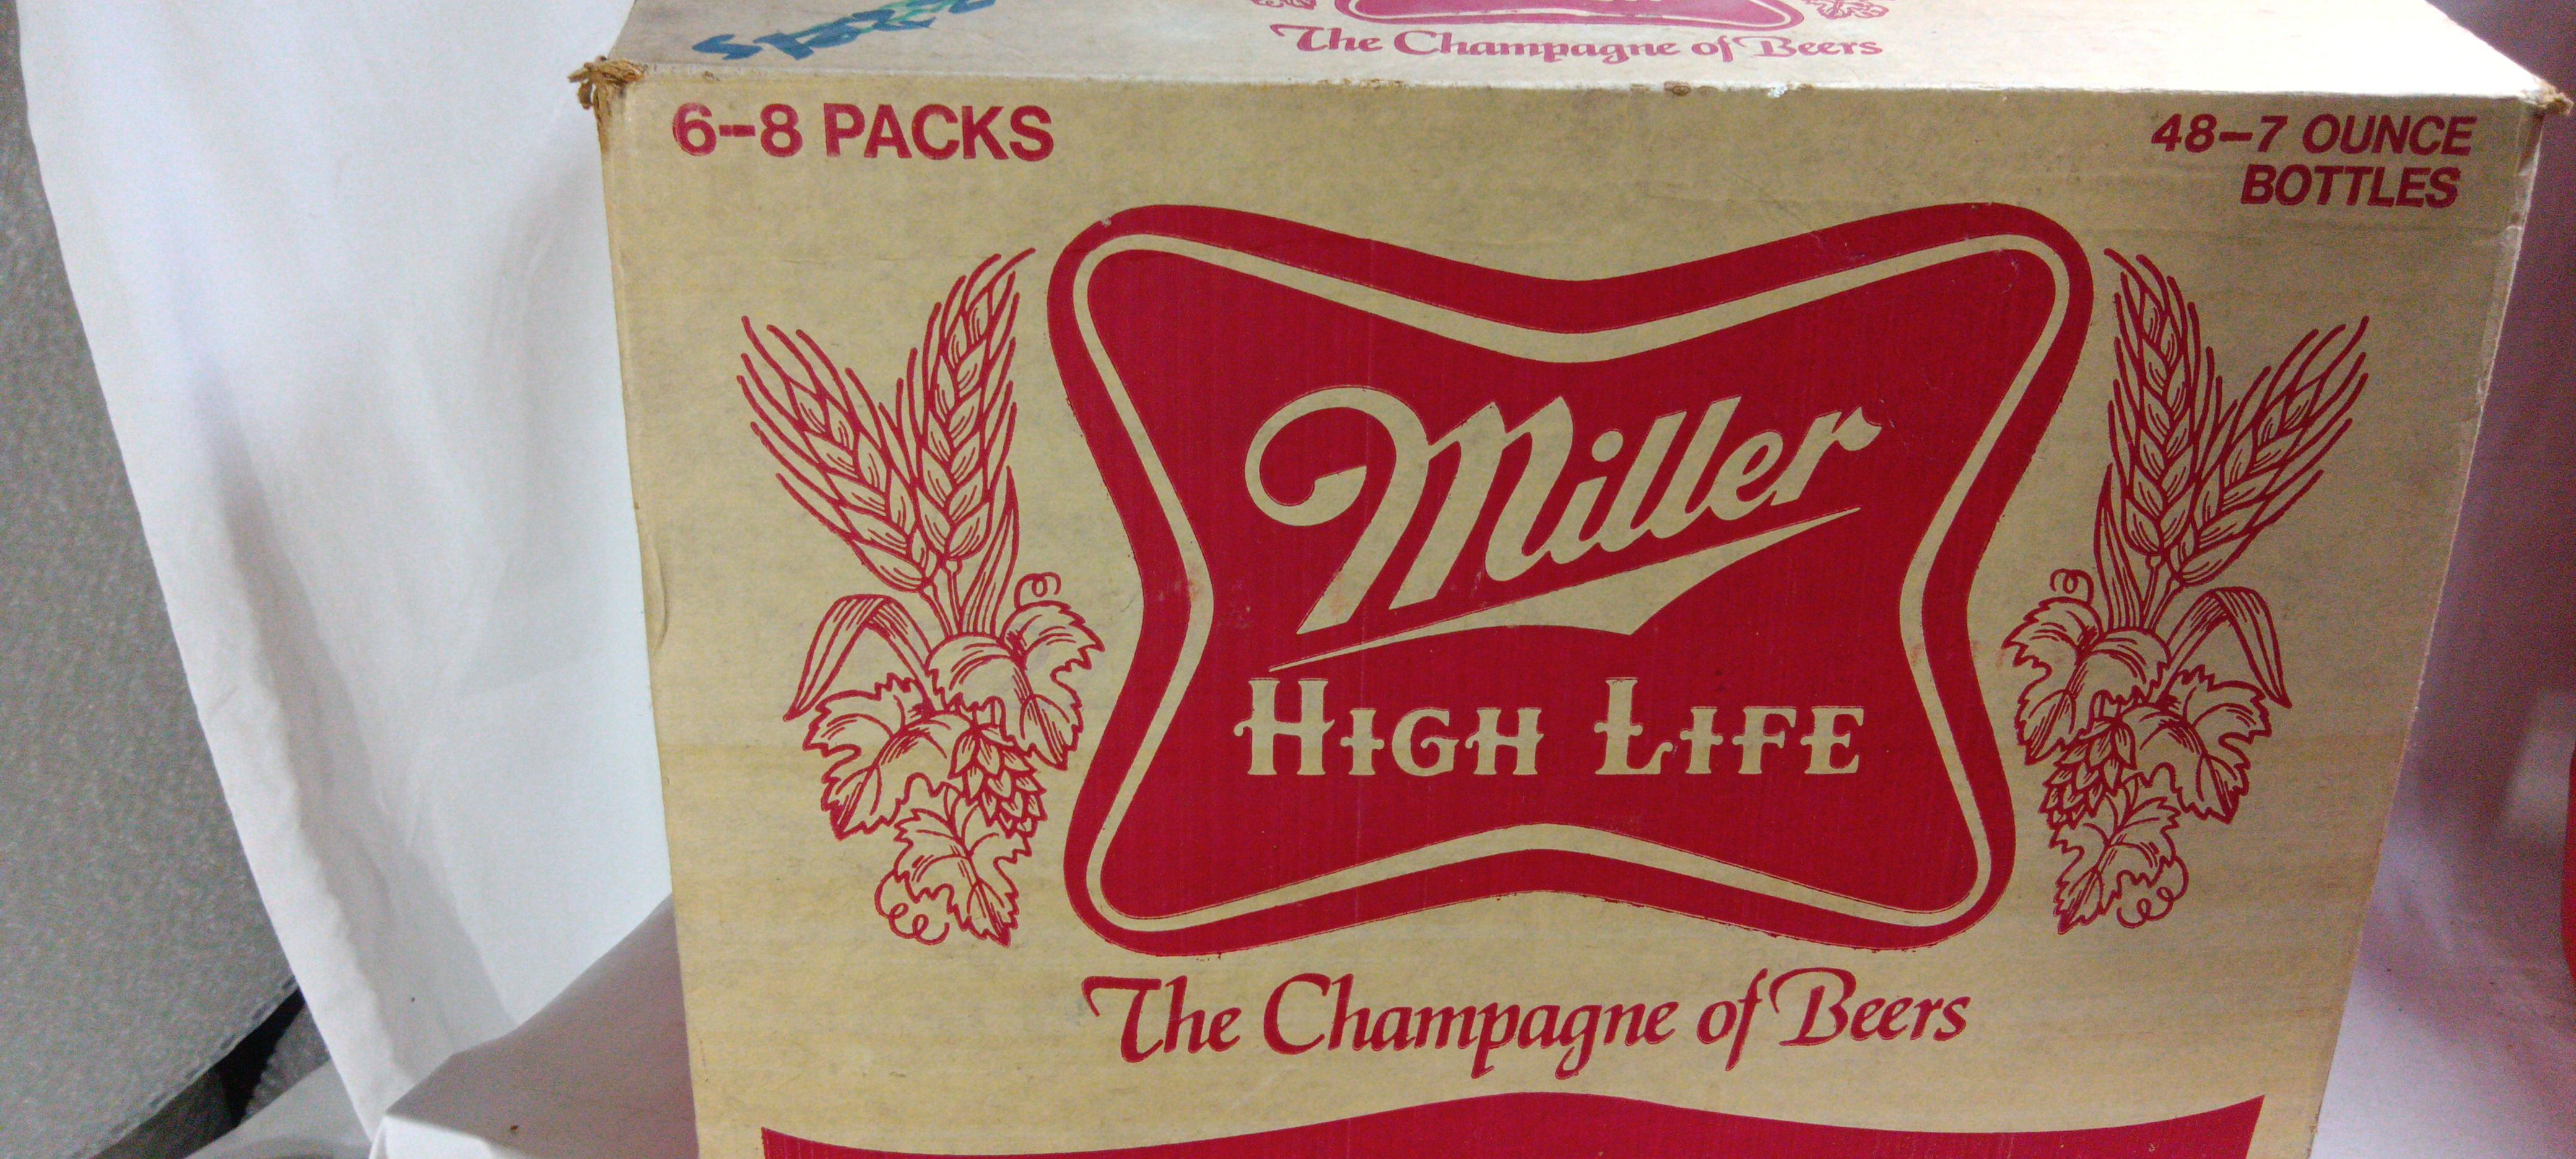 The Champagne of Beers
6-8 PACKS
48-7 OUNCE
BOTTLES
Miller
HIGH LIFE
The Champagne of Beers